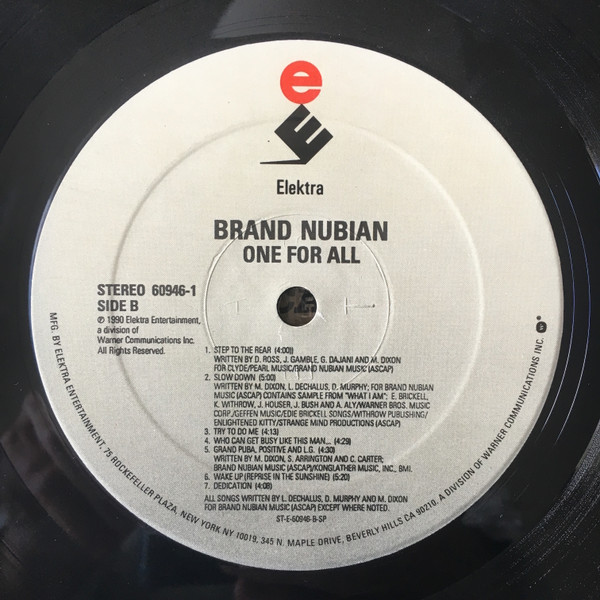 e
E
Elektra
BRAND NUBIAN
ONE FOR ALL
STEREO 60946-1
SIDE B
℗ 1990 Elektra Entertainment,
a division of
Warner Communications Inc.
All Rights Reserved.
1. STEP TO THE REAR (4:00)
WRITTEN BY D. ROSS, J. GAMBLE, G. DAJANI AND M. DIXON
FOR CLYDE/PEARL MUSIC/BRAND NUBIAN MUSIC (ASCAP)
2. SLOW DOWN (5:00)
WRITTEN BY M. DIXON, L. DECHALUS, D. MURPHY; FOR BRAND NUBIAN
MUSIC (ASCAP) CONTAINS SAMPLE FROM "WHAT I AM"; E. BRICKELL,
K. WITHROW, J. HOUSER, J. BUSH AND A. ALY/WARNER BROS. MUSIC
CORP./GEFFEN MUSIC/EDIE BRICKELL SONGS/WITHROW PUBLISHING/
ENLIGHTENED KITTY/STRANGE MIND PRODUCTIONS (ASCAP)
3. TRY TO DO ME (4:13)
4. WHO CAN GET BUSY LIKE THIS MAN... (4:29)
5. GRAND PUBA, POSITIVE AND L.G. (4:30)
WRITTEN BY M. DIXON, S. ARRINGTON AND C. CARTER;
BRAND NUBIAN MUSIC (ASCAP)/KONGLATHER MUSIC, INC., BMI.
6. WAKE UP (REPRISE IN THE SUNSHINE) (5:20)
7. DEDICATION (4:08)
ALL SONGS WRITTEN BY L. DECHALUS, D. MURPHY AND M. DIXON
FOR BRAND NUBIAN MUSIC (ASCAP) EXCEPT WHERE NOTED.
ST-E-60946-B-SP
MFG. BY ELEKTRA ENTERTAINMENT, 75 ROCKEFELLER PLAZA, NEW YORK NY 10019, 345 N. MAPLE DRIVE, BEVERLY HILLS CA 90210. A DIVISION OF WARNER COMMUNICATIONS INC.